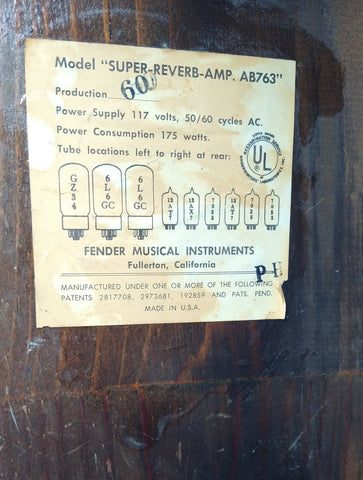 Model "SUPER-REVERB-AMP. AB763"
Production 60
Power Supply 117 volts, 50/60 cycles AC.
Power Consumption 175 watts.
Tube locations left to right at rear:
UL
GZ34 6L6GC 6L6GC 12AT7 12AX7 7025 12AT7 7025 7025
FENDER MUSICAL INSTRUMENTS
Fullerton, California
P H
MANUFACTURED UNDER ONE OR MORE OF THE FOLLOWING
PATENTS 2817708, 2973681, 192859 AND PATS. PEND.
MADE IN U.S.A.